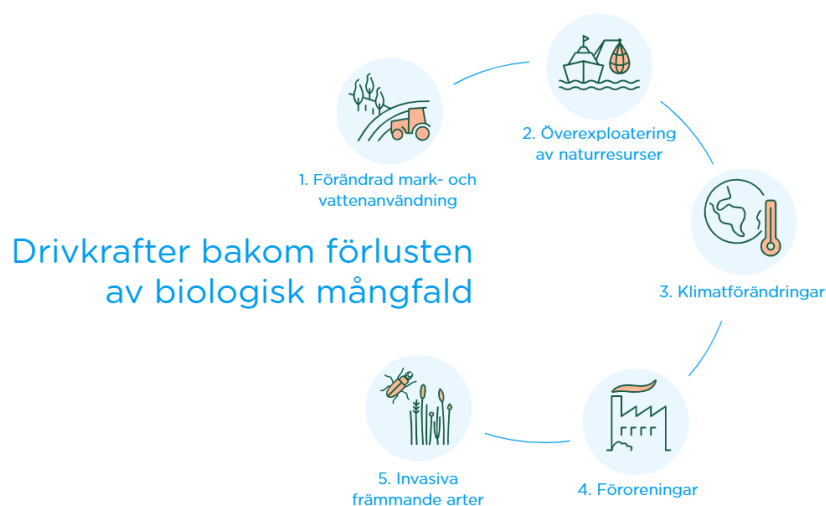 Drivkrafter bakom förlusten
av biologisk mångfald
1. Förändrad mark- och
vattenanvändning
2. Överexploatering
av naturresurser
3. Klimatförändringar
4. Föroreningar
5. Invasiva
främmande arter